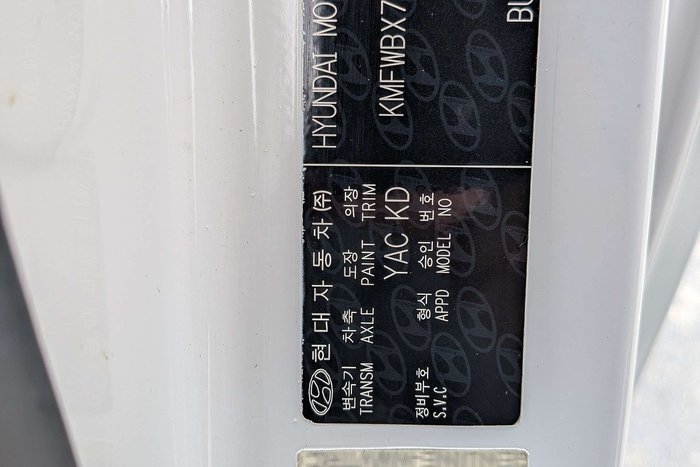 현대자동차(주)
변속기 차축 도장 의장
TRANSM AXLE PAINT TRIM
YAC KD
정비부호 형식 승인 번호
S.V.C APPD MODEL NO
HYUNDAI MO
KMFWBX7
BU